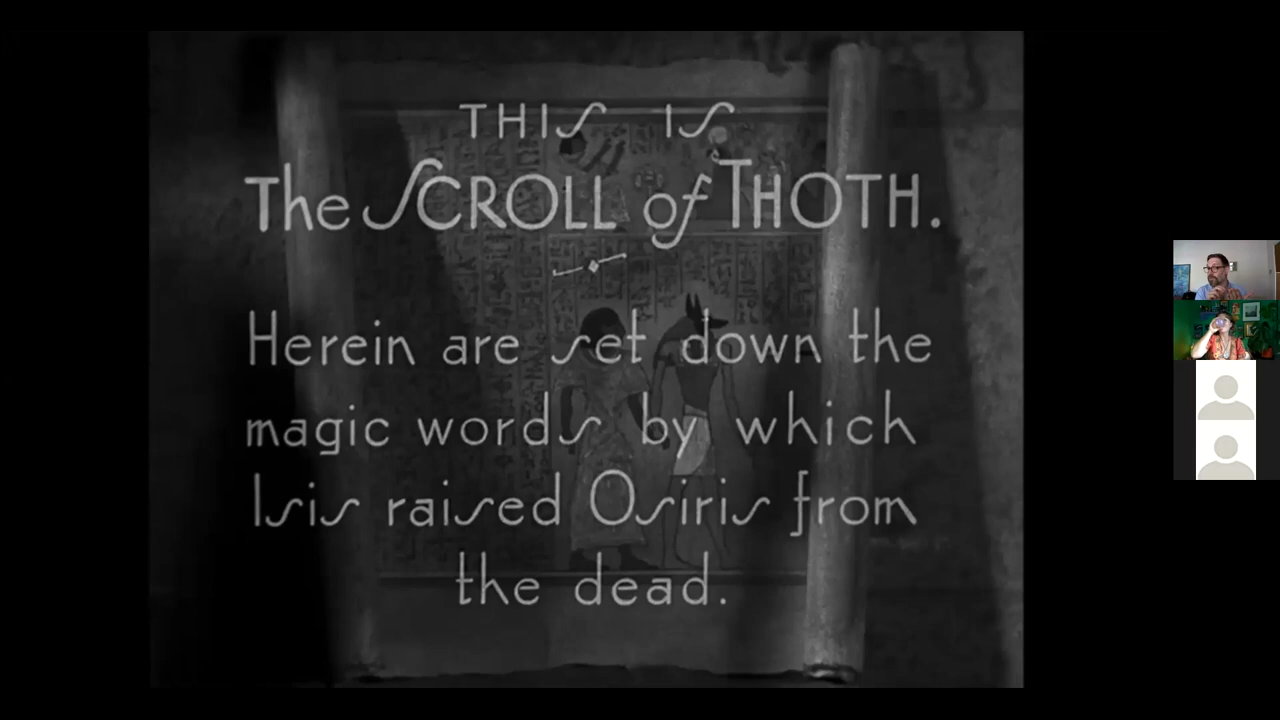 THIS IS
The SCROLL of THOTH.
Herein are set down the
magic words by which
Isis raised Osiris from
the dead.